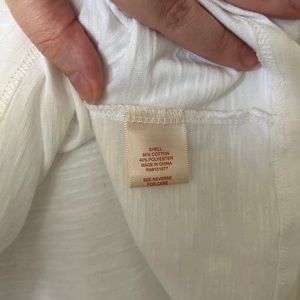 SHELL
60% COTTON
40% POLYESTER
MADE IN CHINA
SEE REVERSE
FOR CARE